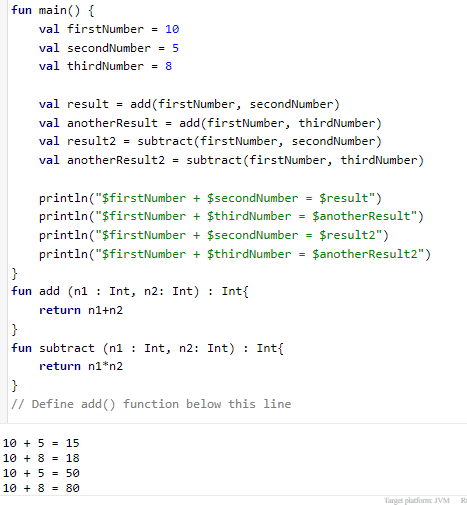 fun main() {
    val firstNumber = 10
    val secondNumber = 5
    val thirdNumber = 8

    val result = add(firstNumber, secondNumber)
    val anotherResult = add(firstNumber, thirdNumber)
    val result2 = subtract(firstNumber, secondNumber)
    val anotherResult2 = subtract(firstNumber, thirdNumber)

    println("$firstNumber + $secondNumber = $result")
    println("$firstNumber + $thirdNumber = $anotherResult")
    println("$firstNumber + $secondNumber = $result2")
    println("$firstNumber + $thirdNumber = $anotherResult2")
}
fun add (n1 : Int, n2: Int) : Int{
    return n1+n2
}
fun subtract (n1 : Int, n2: Int) : Int{
    return n1*n2
}
// Define add() function below this line
10 + 5 = 15
10 + 8 = 18
10 + 5 = 50
10 + 8 = 80
Target platform: JVM